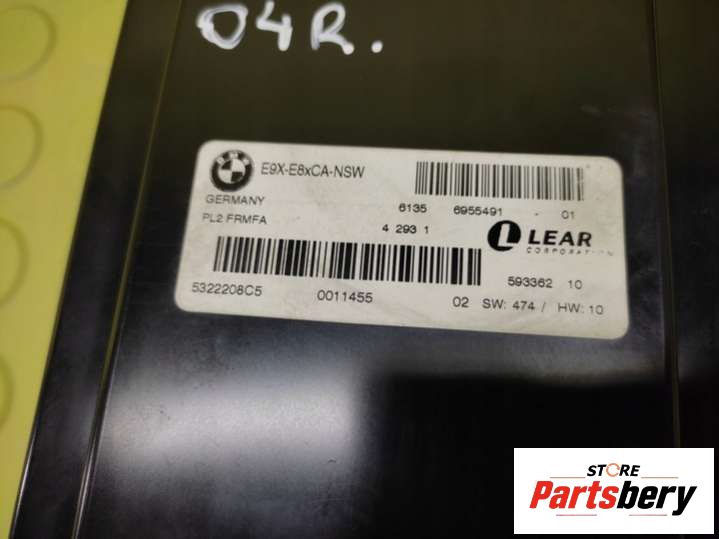 04R.
BMW
E9X-E8xCA-NSW
GERMANY
6135 6955491 - 01
PL2 FRMFA
4 293 1
L LEAR
CORPORATION
593362 10
5322208C5 0011455 02 SW: 474 / HW: 10
STORE
Partsbery